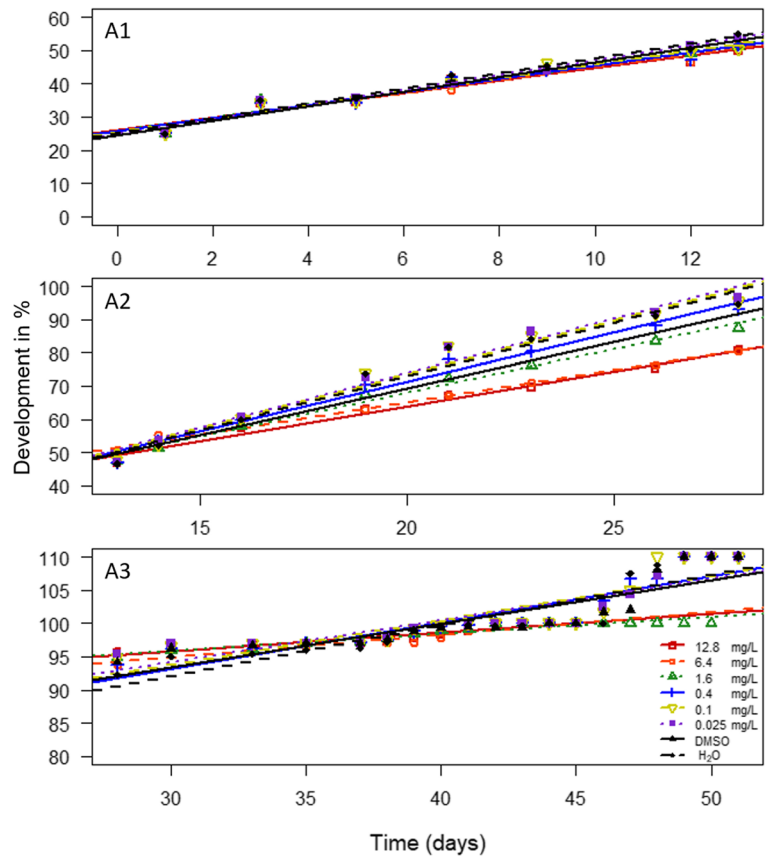 A1
60
50
40
30
20
10
0
0 2 4 6 8 10 12
A2
100
90
80
70
60
50
40
15 20 25
Development in %
A3
110
105
100
95
90
85
80
12.8 mg/L
6.4 mg/L
1.6 mg/L
0.4 mg/L
0.1 mg/L
0.025 mg/L
DMSO
H₂O
30 35 40 45 50
Time (days)